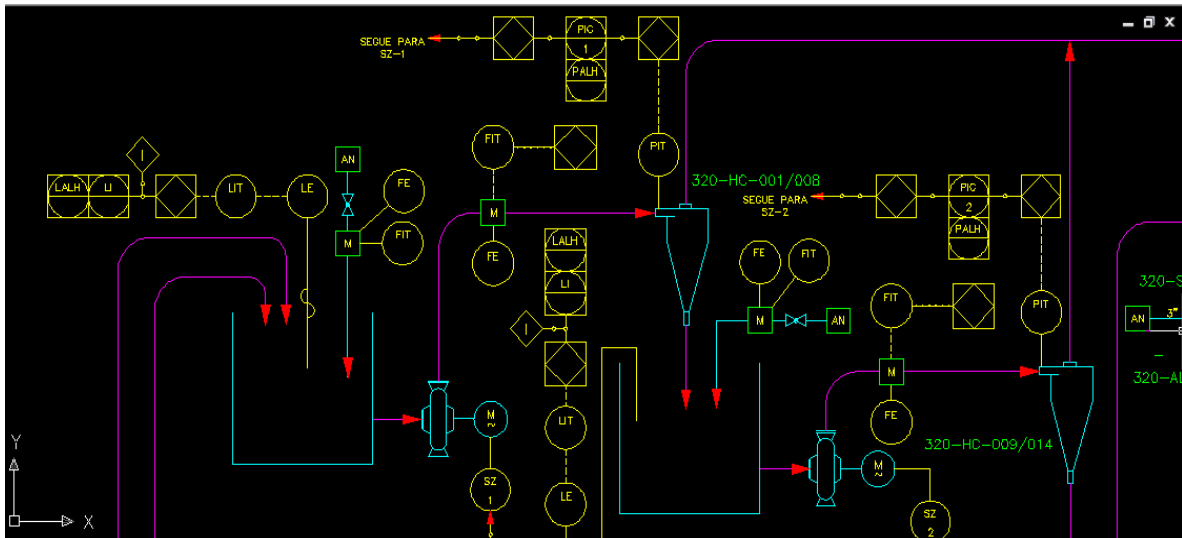 SEGUE PARA
SZ-1
PIC
1
PALH
FIT
PIT
AN
I
LALH
LI
LIT
LE
FE
M
FIT
M
FE
320-HC-001/008
SEGUE PARA
SZ-2
PIC
2
PALH
LALH
LI
I
FE
FIT
M
AN
FIT
PIT
320-S
AN
3"
320-AL
M
FE
M
~
LIT
320-HC-009/014
M
~
SZ
1
LE
SZ
2
Y
X